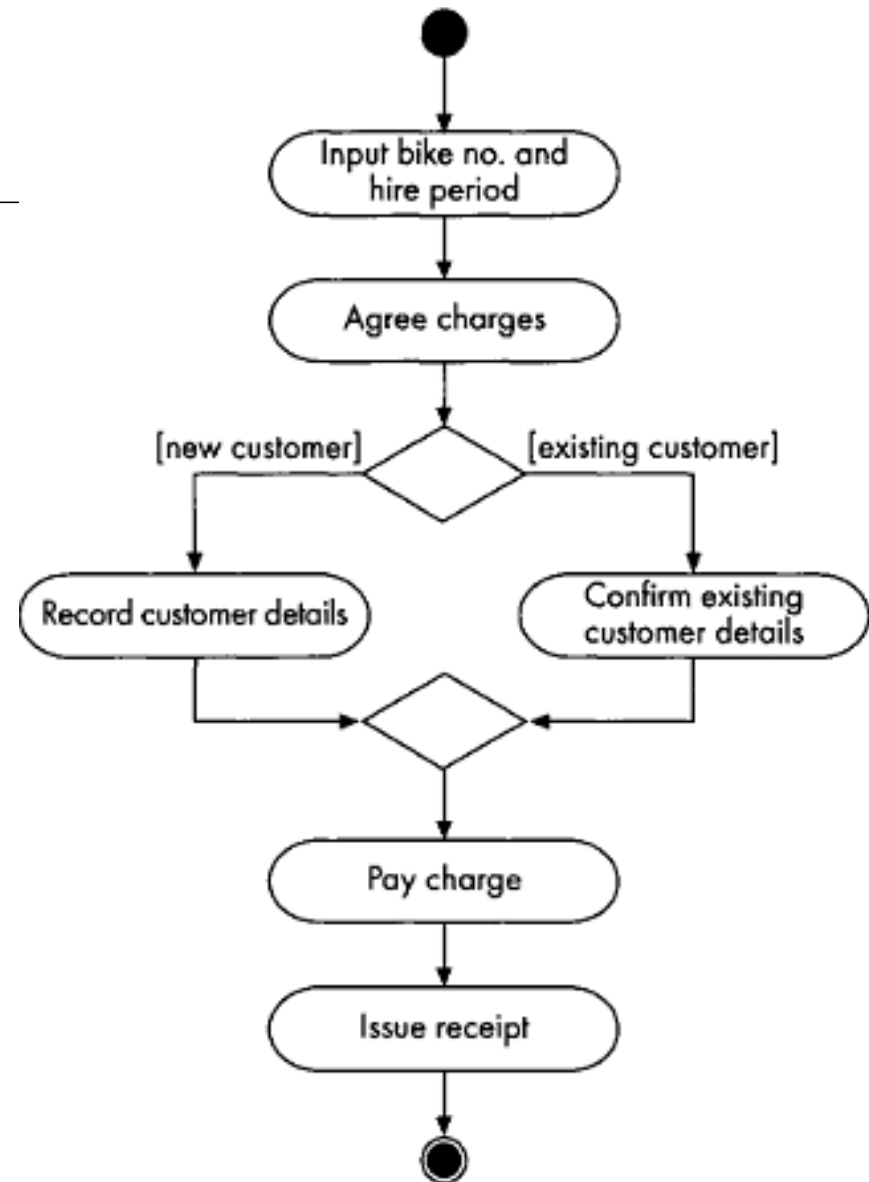 Input bike no. and
hire period
Agree charges
[new customer]
[existing customer]
Record customer details
Confirm existing
customer details
Pay charge
Issue receipt